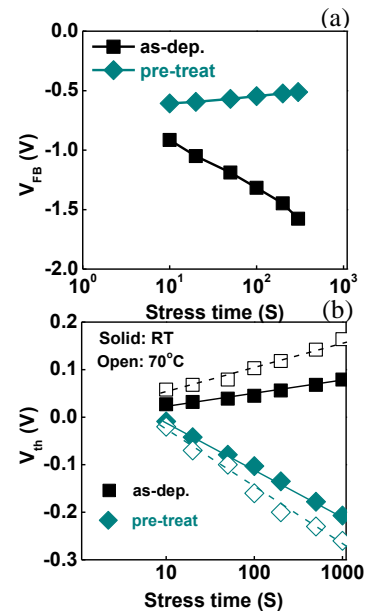 (a)
0.0
-0.5
-1.0
-1.5
-2.0
as-dep.
pre-treat
V_FB (V)
10^0 10^1 10^2 10^3
Stress time (S)
(b)
0.2
0.1
0.0
-0.1
-0.2
-0.3
Solid: RT
Open: 70°C
V_th (V)
as-dep.
pre-treat
10 100 1000
Stress time (S)